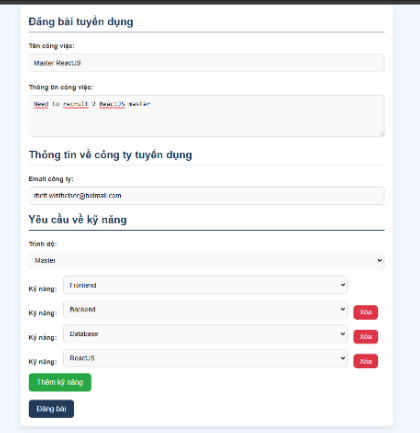 Đăng bài tuyển dụng
Tên công việc:
Master ReactJS
Thông tin công việc:
Need to recruit 2 ReactJS master
Thông tin về công ty tuyển dụng
Email công ty:
rhett.wintheiser@hotmail.com
Yêu cầu về kỹ năng
Trình độ:
Master
Kỹ năng: Frontend
Kỹ năng: Backend Xóa
Kỹ năng: Database Xóa
Kỹ năng: ReactJS Xóa
Thêm kỹ năng
Đăng bài